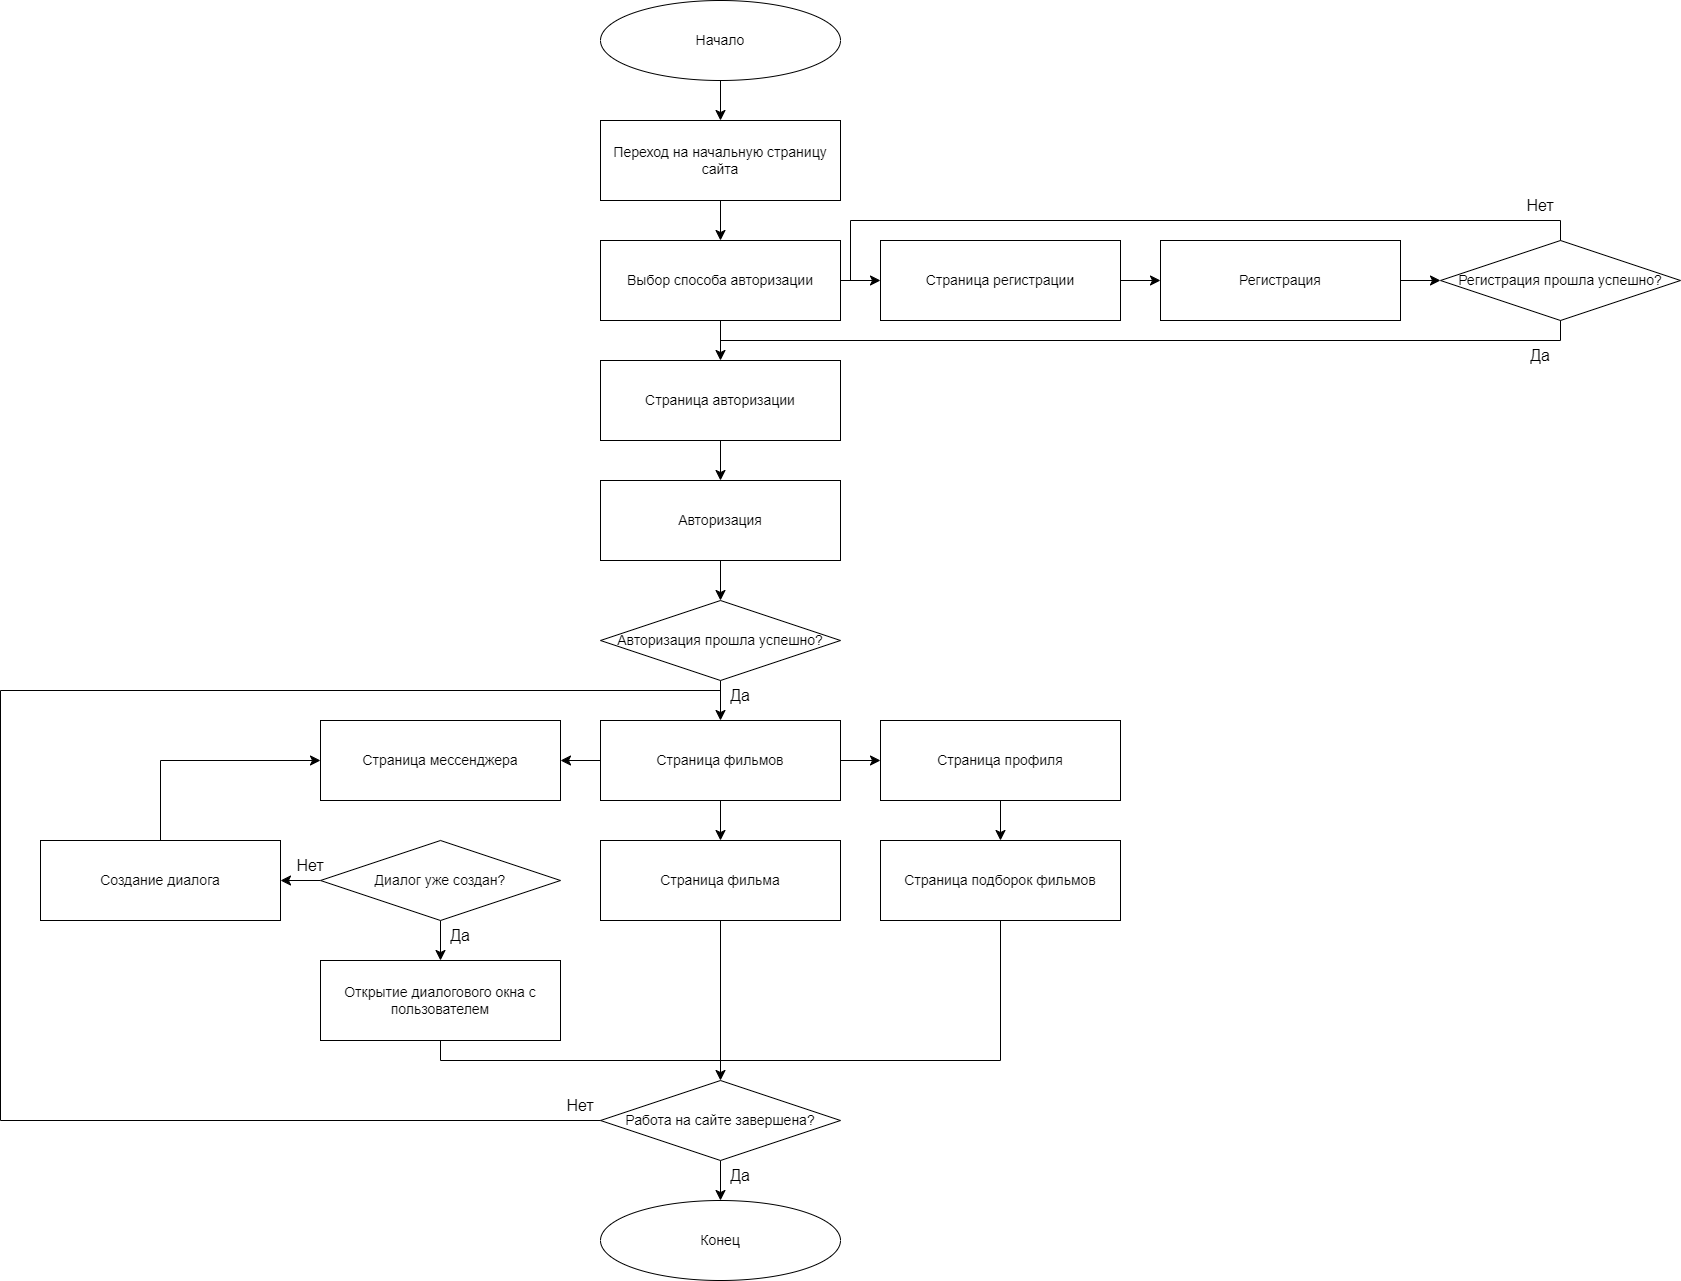 Начало
Переход на начальную страницу
сайта
Нет
Выбор способа авторизации
Страница регистрации
Регистрация
Регистрация прошла успешно?
Да
Страница авторизации
Авторизация
Авторизация прошла успешно?
Да
Страница мессенджера
Страница фильмов
Страница профиля
Нет
Создание диалога
Диалог уже создан?
Страница фильма
Страница подборок фильмов
Да
Открытие диалогового окна с
пользователем
Нет
Работа на сайте завершена?
Да
Конец